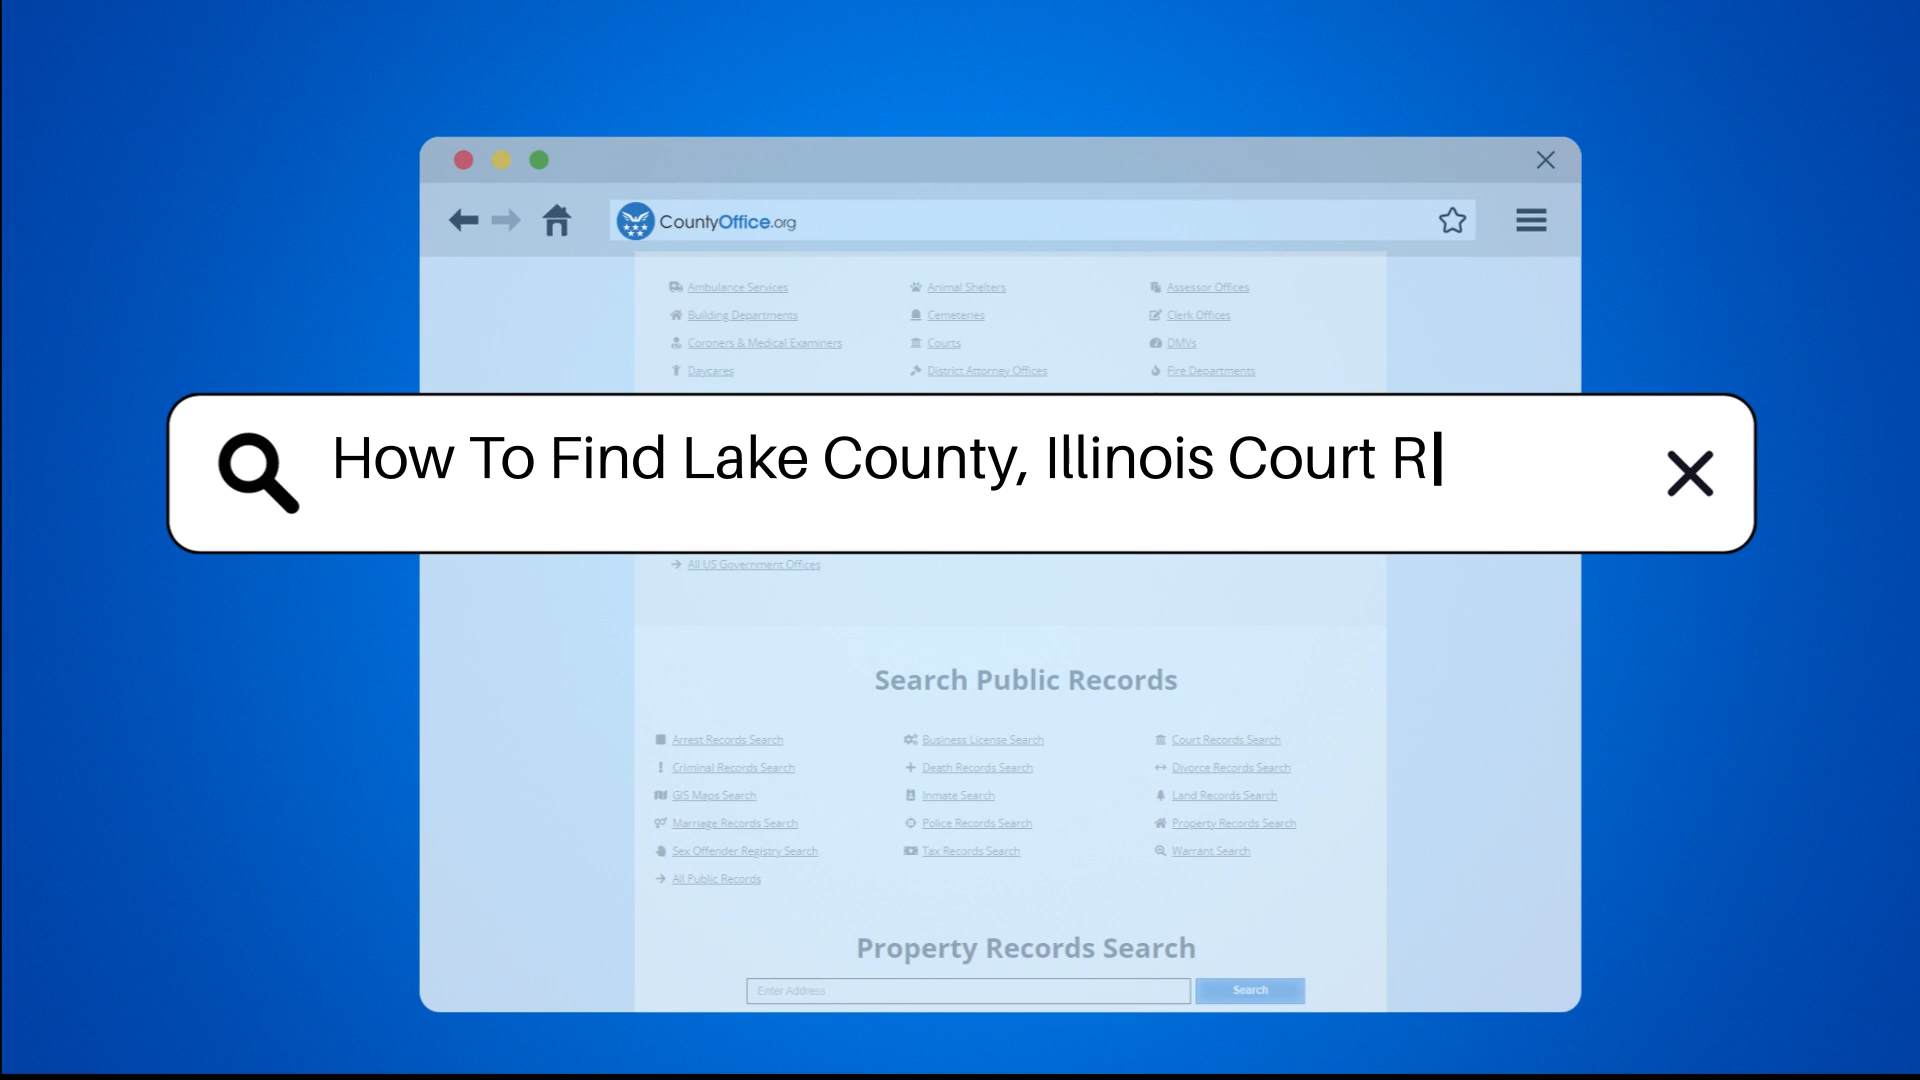 CountyOffice.org
Ambulance Services Animal Shelters Assessor Offices
Building Departments Cemeteries Clerk Offices
Coroners & Medical Examiners Courts DMVs
Daycares District Attorney Offices Fire Departments
How To Find Lake County, Illinois Court R
All US Government Offices
Search Public Records
Arrest Records Search Business License Search Court Records Search
Criminal Records Search Death Records Search Divorce Records Search
GIS Maps Search Inmate Search Land Records Search
Marriage Records Search Police Records Search Property Records Search
Sex Offender Registry Search Tax Records Search Warrant Search
All Public Records
Property Records Search
Enter Address Search